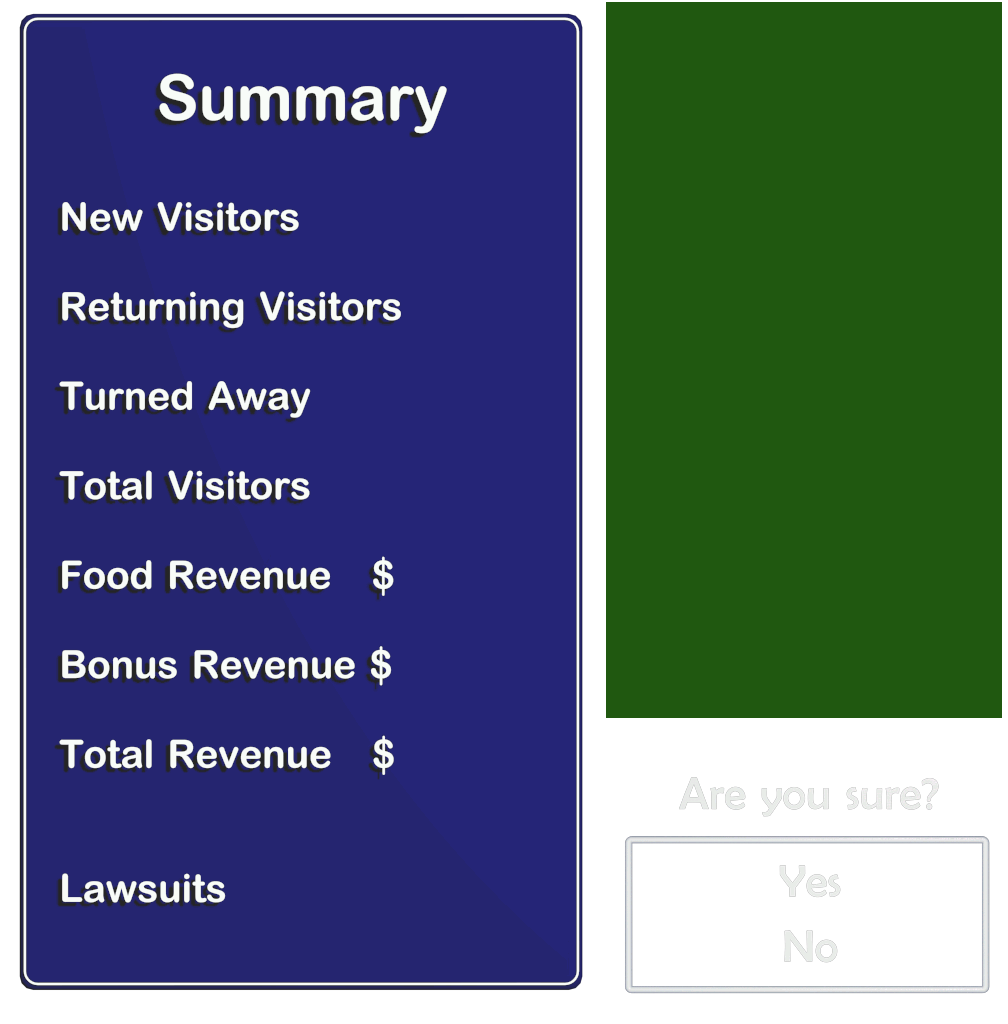 Summary
New Visitors
Returning Visitors
Turned Away
Total Visitors
Food Revenue $
Bonus Revenue $
Total Revenue $
Lawsuits
Are you sure?
Yes
No